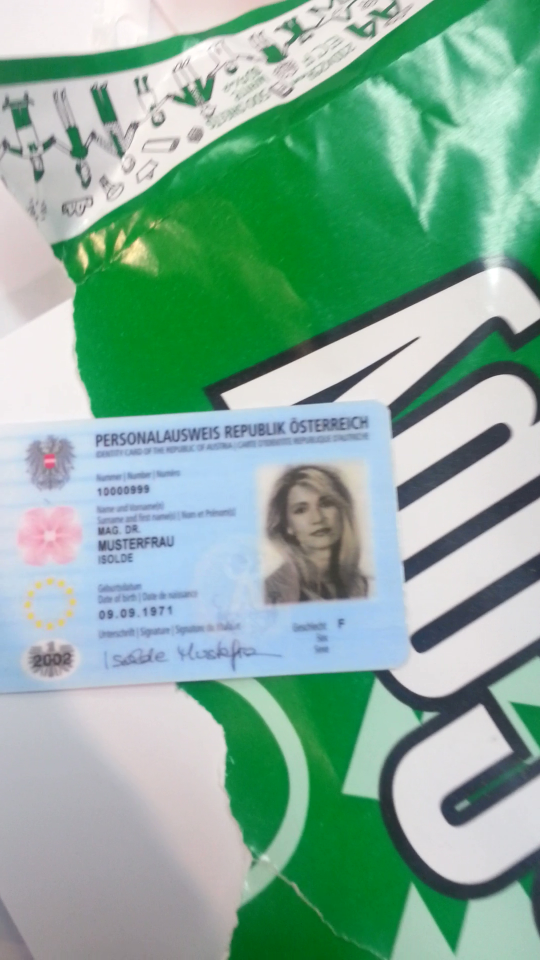 A4
PERSONALAUSWEIS REPUBLIK ÖSTERREICH
IDENTITY CARD OF THE REPUBLIC OF AUSTRIA | CARTE D'IDENTITÉ REPUBLIQUE D'AUTRICHE
Nummer | Number | Numéro
10000999
Name und Vorname(n)
Surname and first name(s) | Nom et Prénom(s)
MAG. DR.
MUSTERFRAU
ISOLDE
Geburtsdatum
Date of birth | Date de naissance
09.09.1971
Unterschrift | Signature | Signature du titulaire
Geschlecht F
Sex
Sexe
Isolde Musterfrau
2002